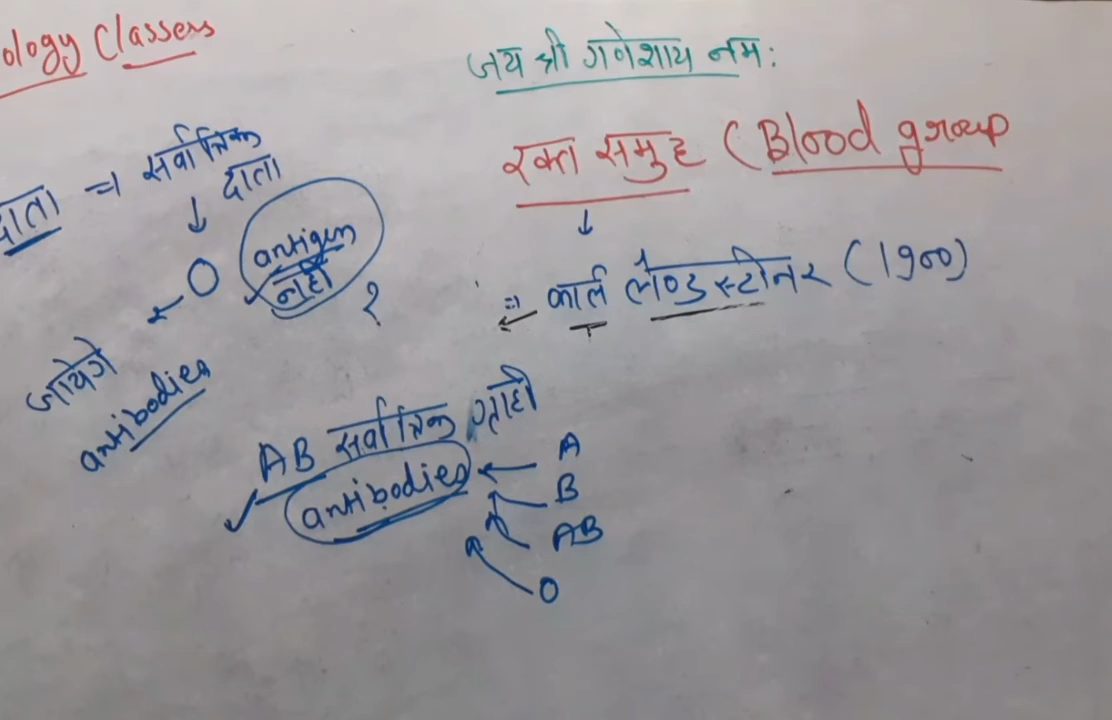 ology Classers
जय श्री गणेशाय नमः
रक्त समुह (Blood group
↓
दाता ⇒ सर्वात्रिक
↓ दाता
O antigen
नही
?
⇒ कार्ल लैण्डस्टीनर (1900)
जायेगे
antibodies
AB सर्वात्रिक ग्राही
antibodies
A
B
AB
O